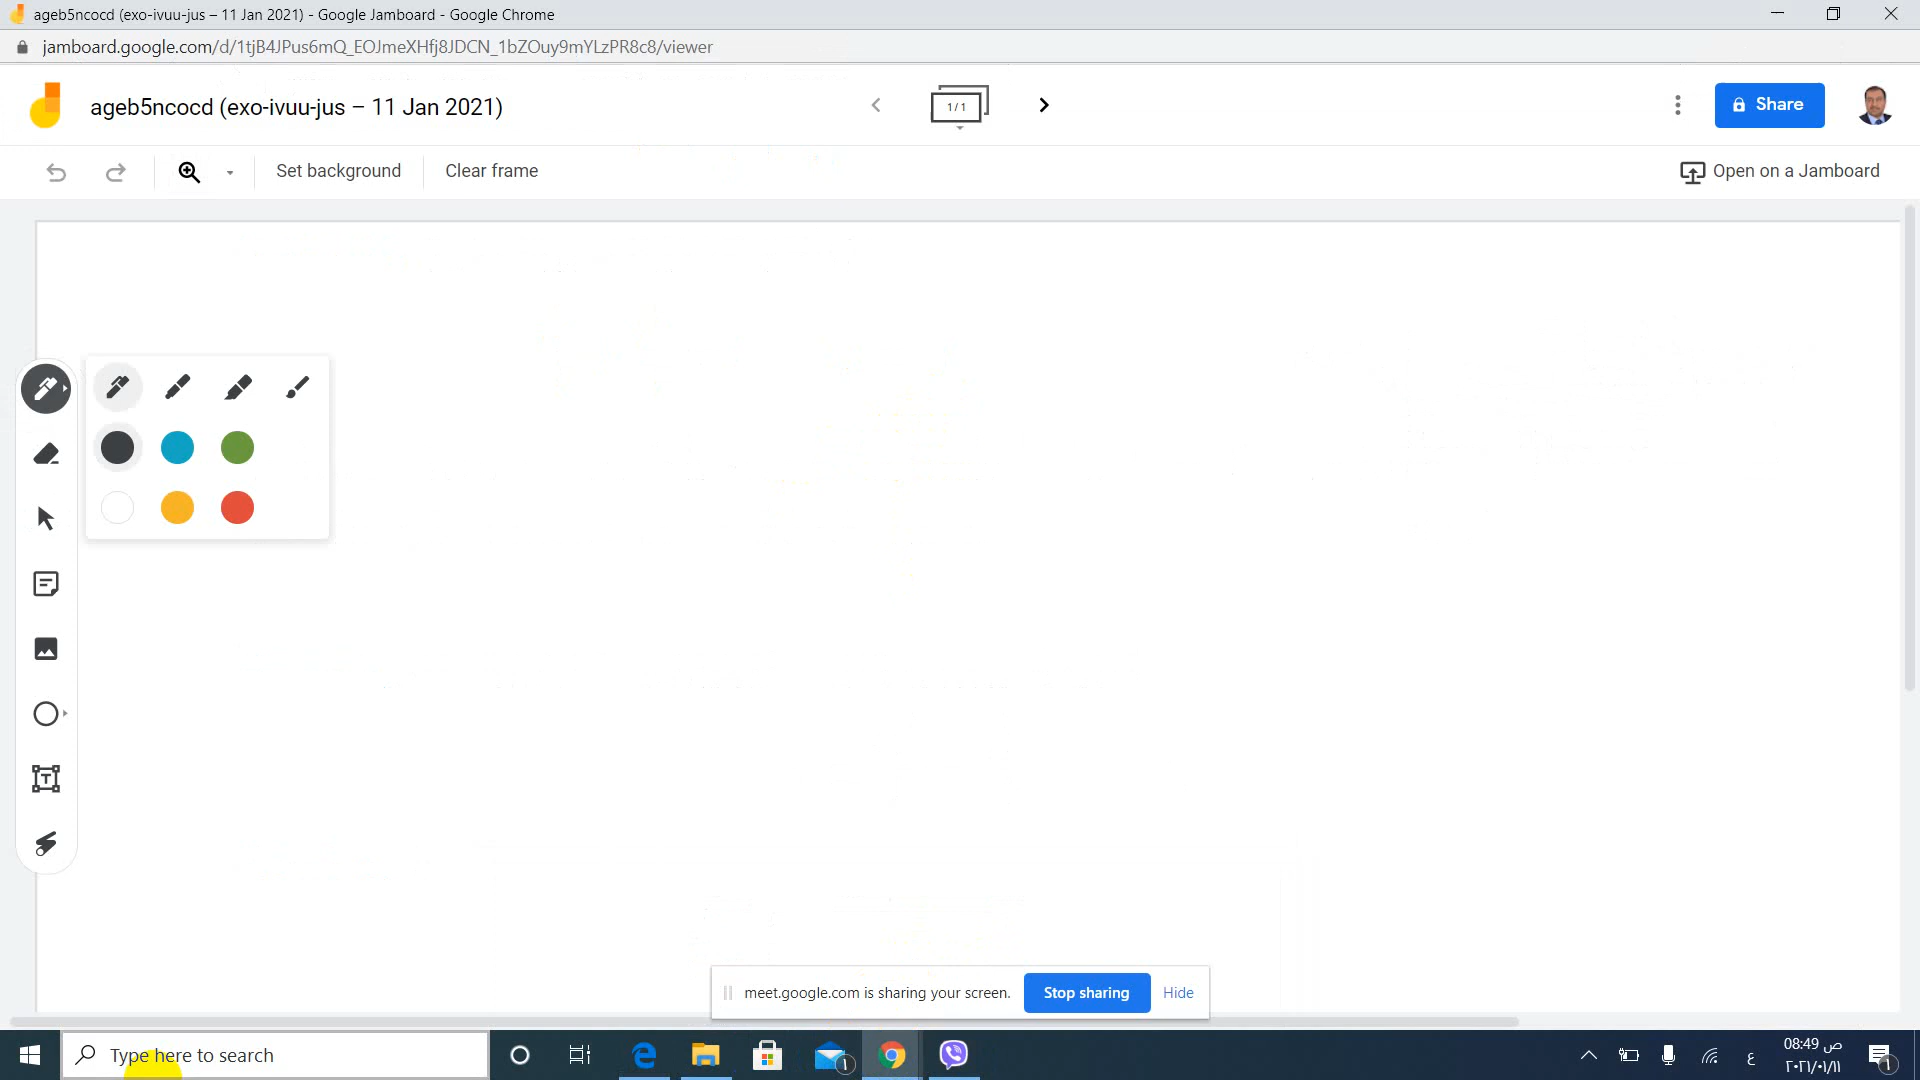 ageb5ncocd (exo-ivuu-jus – 11 Jan 2021) - Google Jamboard - Google Chrome
jamboard.google.com/d/1tjB4JPus6mQ_EOJmeXHfj8JDCN_1bZOuy9mYLzPR8c8/viewer
ageb5ncocd (exo-ivuu-jus – 11 Jan 2021)
1/1
Share
Set background
Clear frame
Open on a Jamboard
meet.google.com is sharing your screen.
Stop sharing
Hide
Type here to search
١
ع
08:49 ص
٢٠٢١/٠١/١١
١